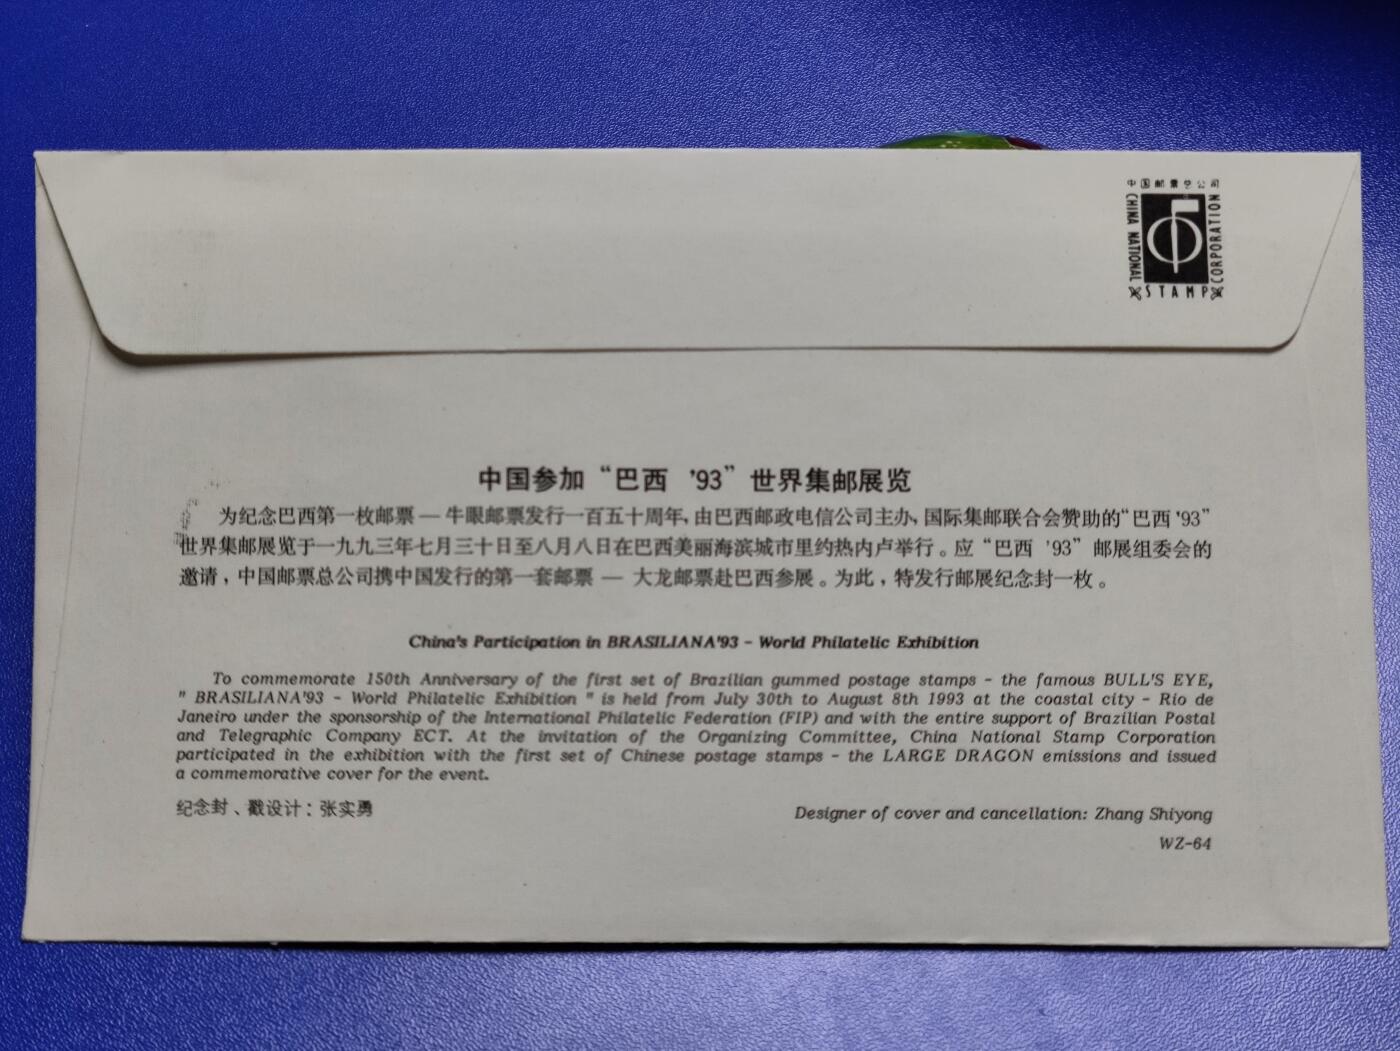 中国邮票总公司
CHINA NATIONAL
STAMP
CORPORATION
中国参加“巴西 '93”世界集邮展览
为纪念巴西第一枚邮票 — 牛眼邮票发行一百五十周年，由巴西邮政电信公司主办，国际集邮联合会赞助的“巴西 '93”
世界集邮展览于一九九三年七月三十日至八月八日在巴西美丽海滨城市里约热内卢举行。应“巴西 '93”邮展组委会的
邀请，中国邮票总公司携中国发行的第一套邮票 — 大龙邮票赴巴西参展。为此，特发行邮展纪念封一枚。
China's Participation in BRASILIANA'93 - World Philatelic Exhibition
To commemorate 150th Anniversary of the first set of Brazilian gummed postage stamps - the famous BULL'S EYE,
" BRASILIANA'93 - World Philatelic Exhibition " is held from July 30th to August 8th 1993 at the coastal city - Rio de
Janeiro under the sponsorship of the International Philatelic Federation (FIP) and with the entire support of Brazilian Postal
and Telegraphic Company ECT. At the invitation of the Organizing Committee, China National Stamp Corporation
participated in the exhibition with the first set of Chinese postage stamps - the LARGE DRAGON emissions and issued
a commemorative cover for the event.
纪念封、戳设计：张实勇
Designer of cover and cancellation: Zhang Shiyong
WZ-64